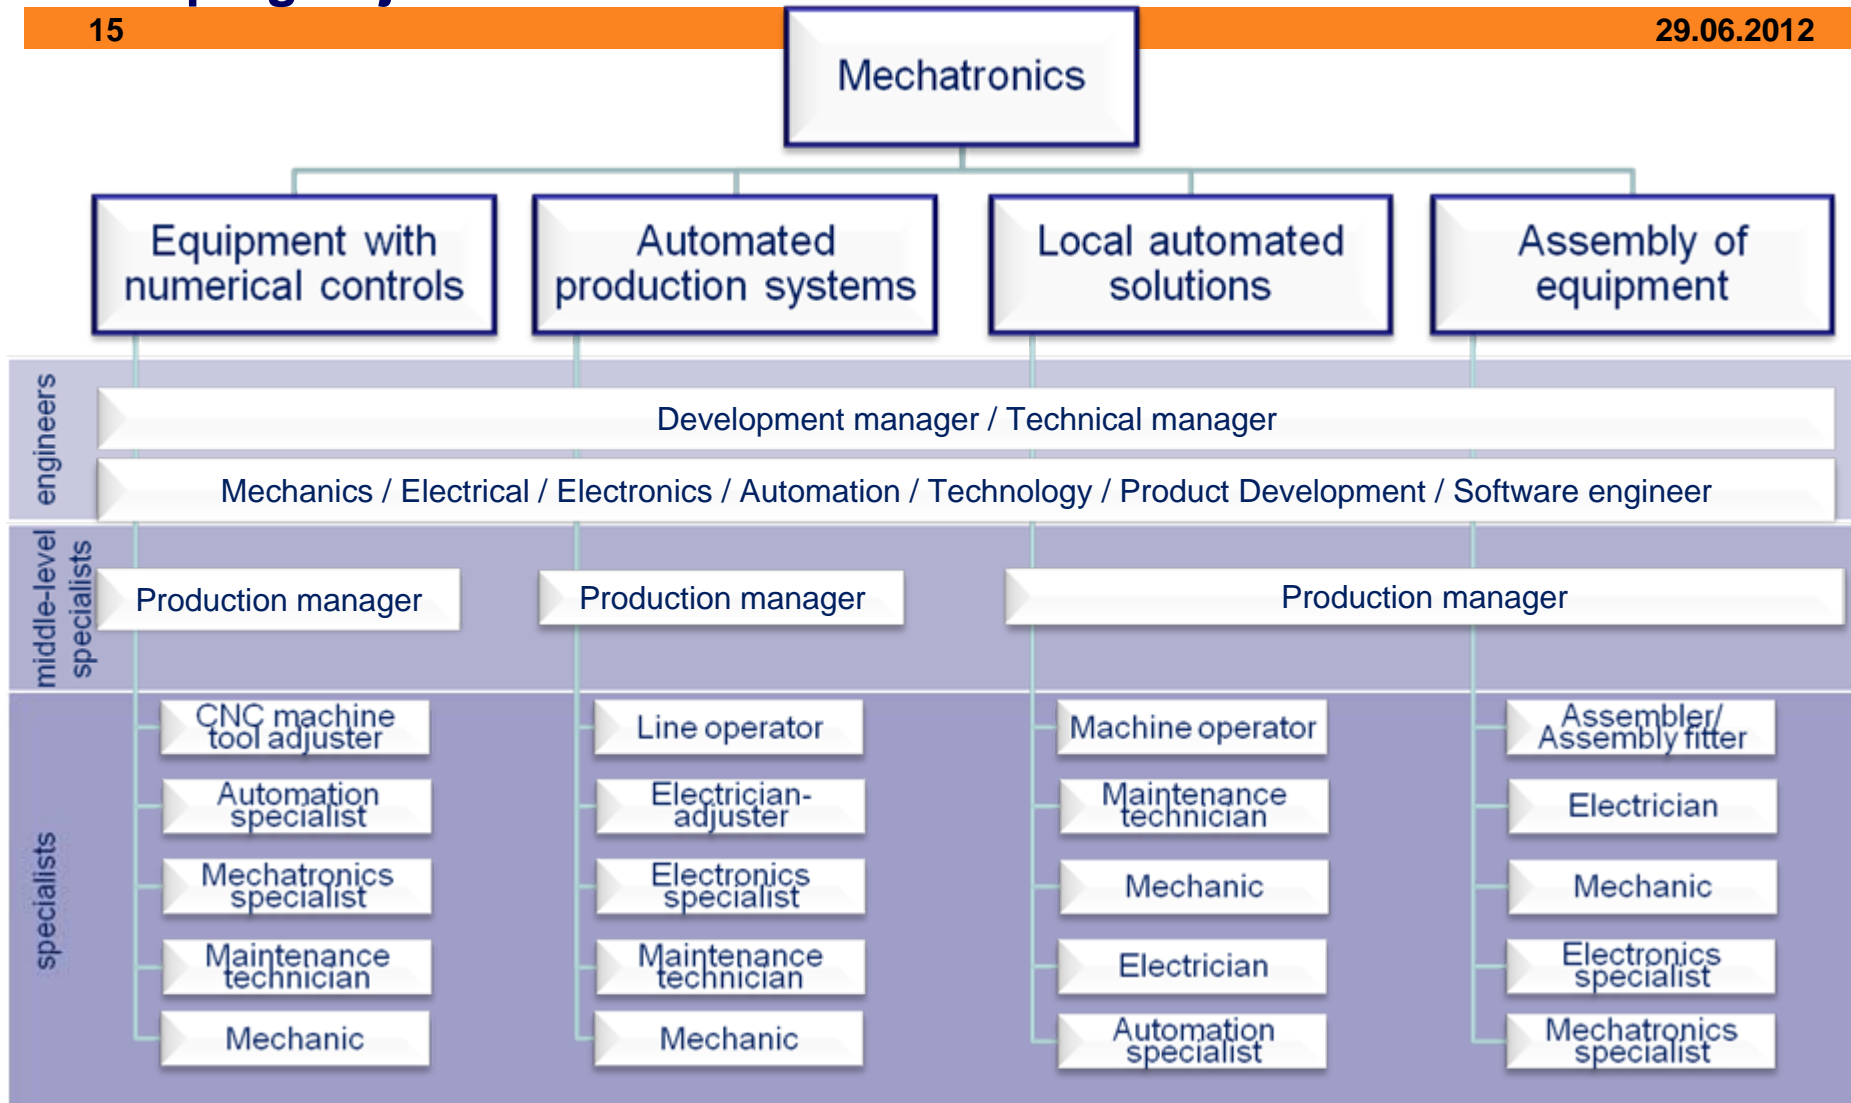 15
29.06.2012
Mechatronics
Equipment with
numerical controls
Automated
production systems
Local automated
solutions
Assembly of
equipment
engineers
Development manager / Technical manager
Mechanics / Electrical / Electronics / Automation / Technology / Product Development / Software engineer
middle-level
specialists
Production manager
Production manager
Production manager
specialists
CNC machine
tool adjuster
Automation
specialist
Mechatronics
specialist
Maintenance
technician
Mechanic
Line operator
Electrician-
adjuster
Electronics
specialist
Maintenance
technician
Mechanic
Machine operator
Maintenance
technician
Mechanic
Electrician
Automation
specialist
Assembler/
Assembly fitter
Electrician
Mechanic
Electronics
specialist
Mechatronics
specialist